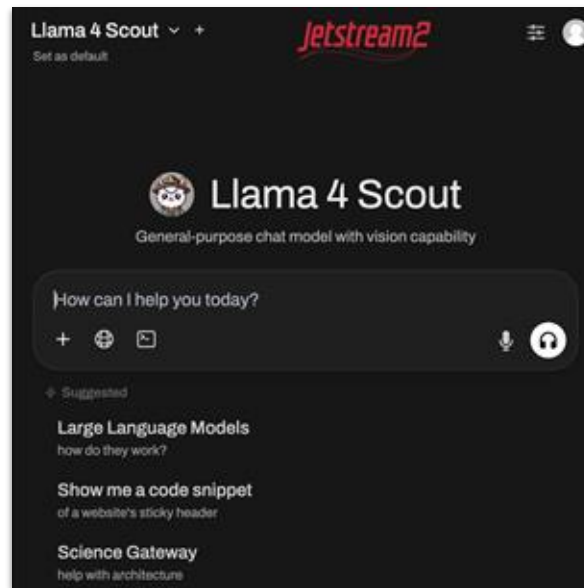 Llama 4 Scout
Jetstream2
Set as default
Llama 4 Scout
General-purpose chat model with vision capability
How can I help you today?
Suggested
Large Language Models
how do they work?
Show me a code snippet
of a website's sticky header
Science Gateway
help with architecture